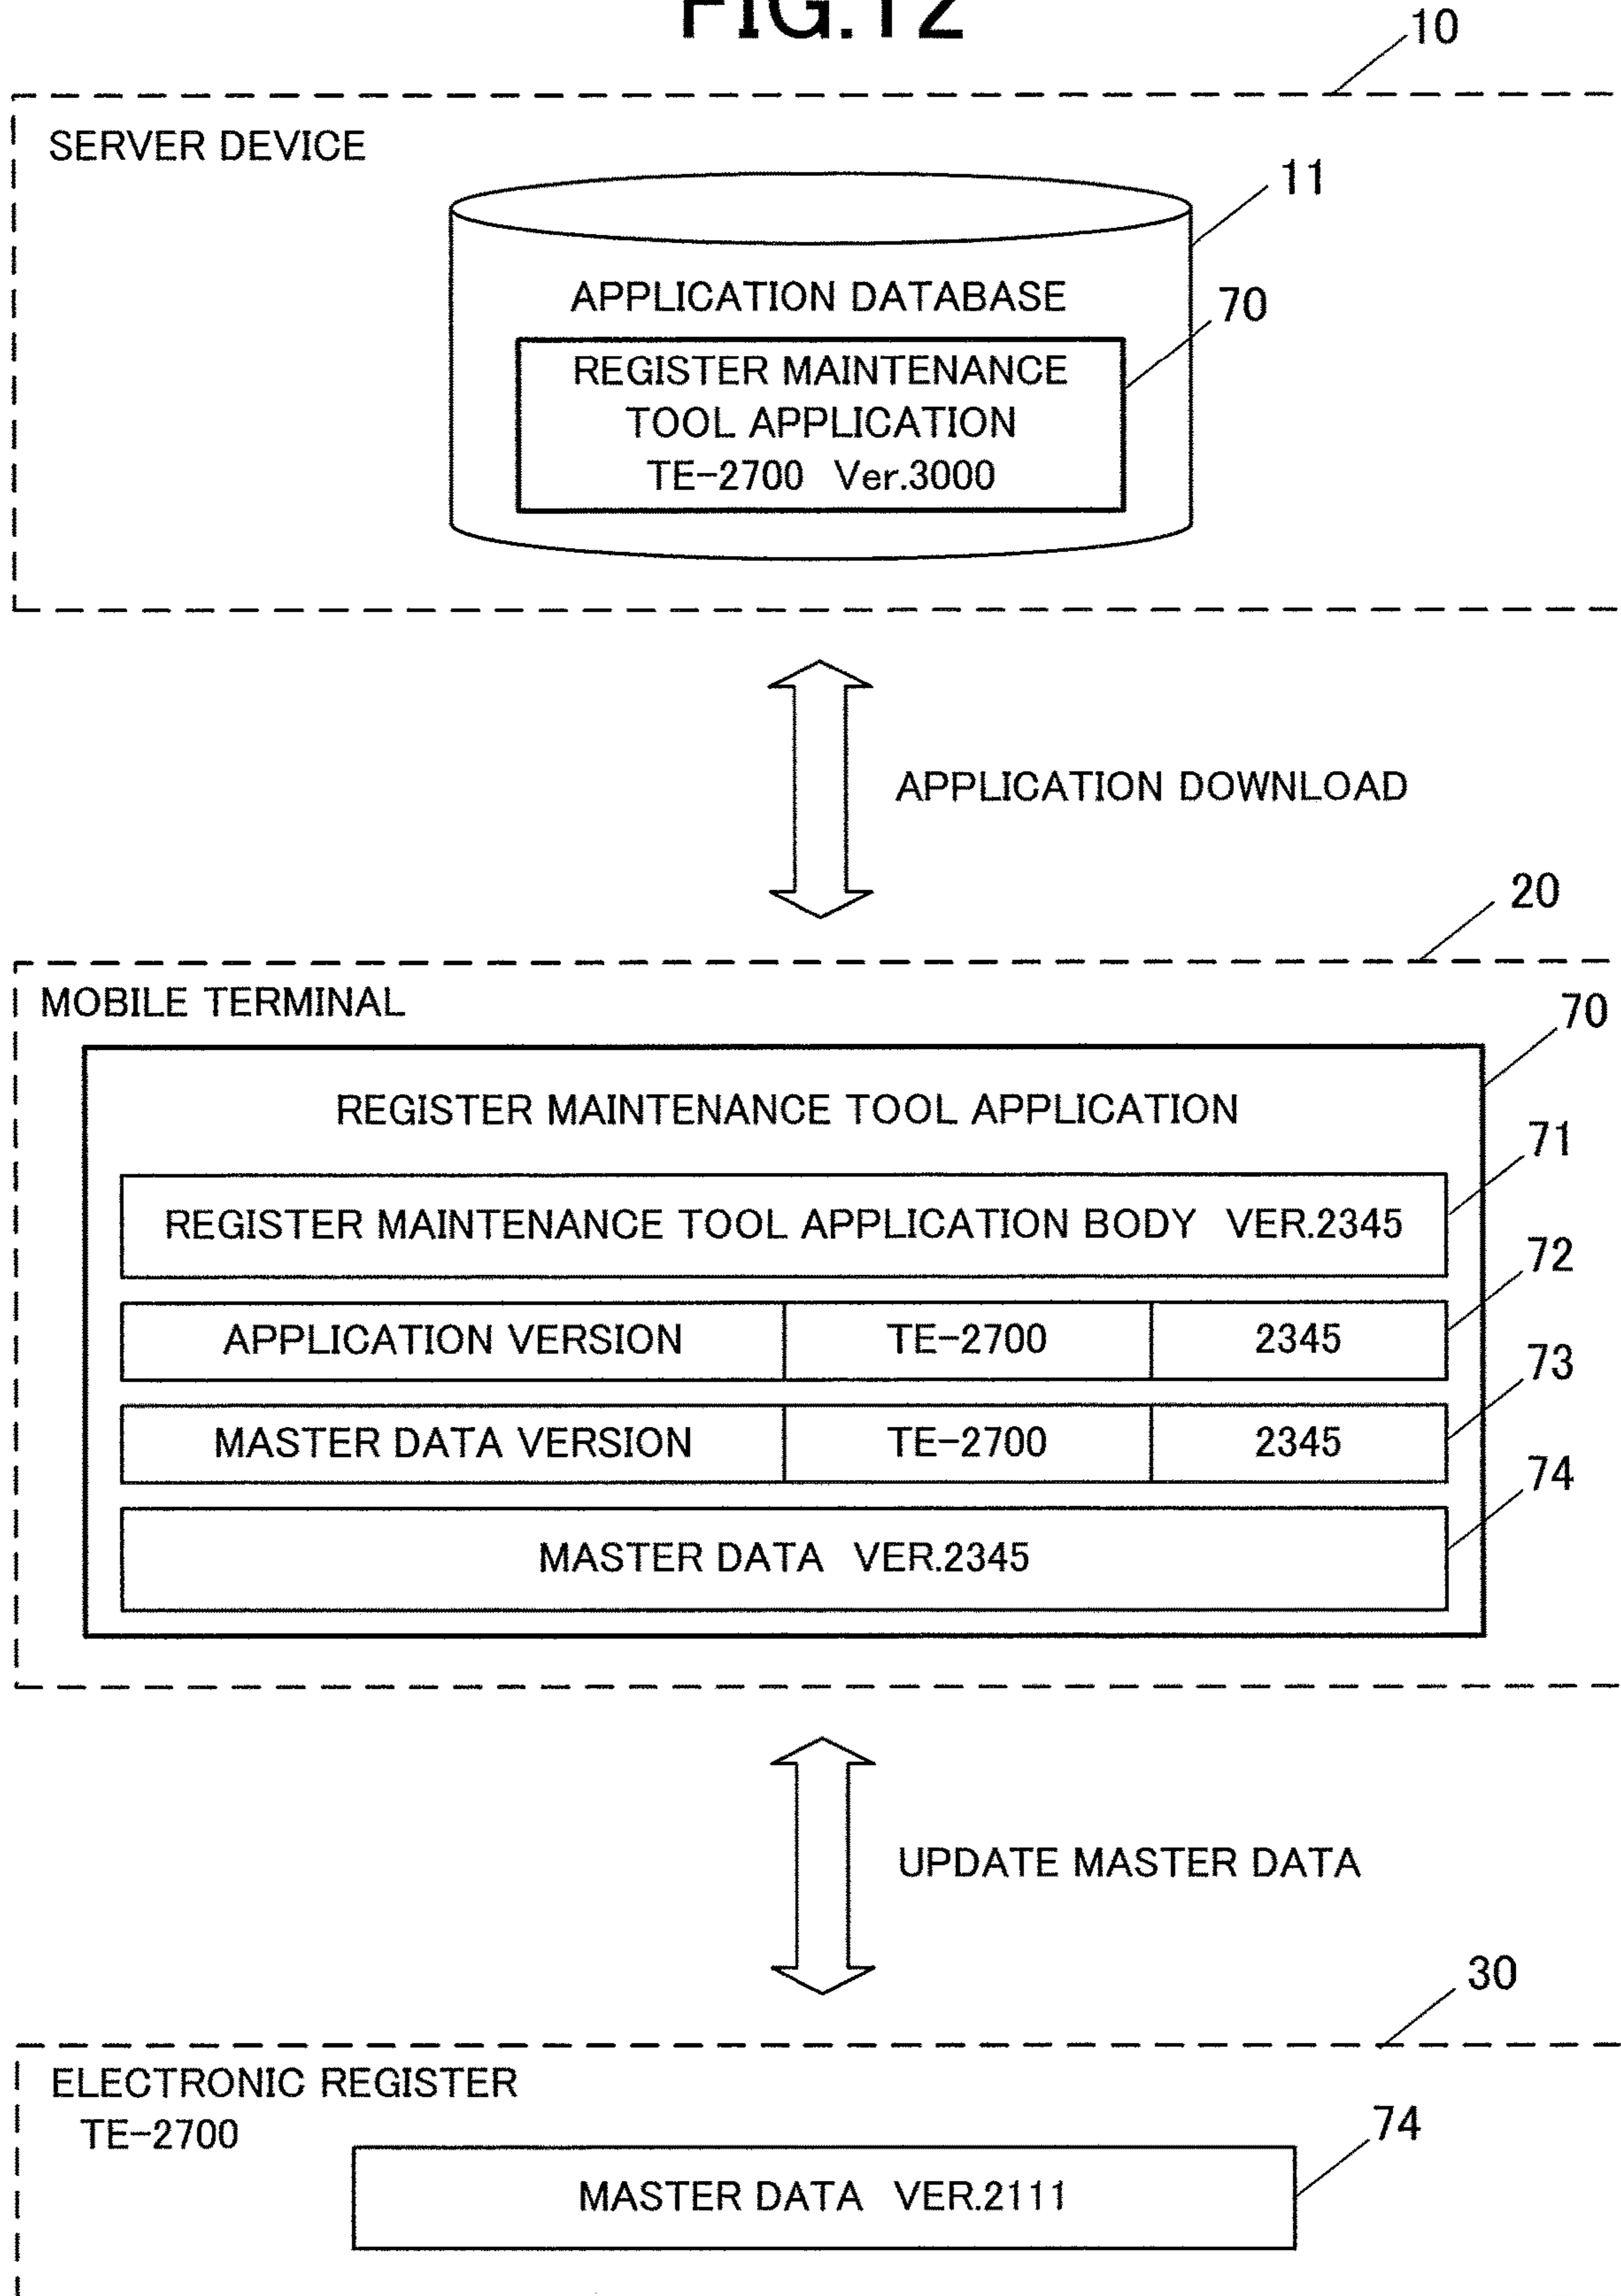 FIG.12
10
SERVER DEVICE
11
APPLICATION DATABASE
70
REGISTER MAINTENANCE
TOOL APPLICATION
TE-2700 Ver.3000
APPLICATION DOWNLOAD
20
MOBILE TERMINAL
70
REGISTER MAINTENANCE TOOL APPLICATION
71
REGISTER MAINTENANCE TOOL APPLICATION BODY VER.2345
72
APPLICATION VERSION TE-2700 2345
73
MASTER DATA VERSION TE-2700 2345
74
MASTER DATA VER.2345
UPDATE MASTER DATA
30
ELECTRONIC REGISTER
TE-2700
74
MASTER DATA VER.2111